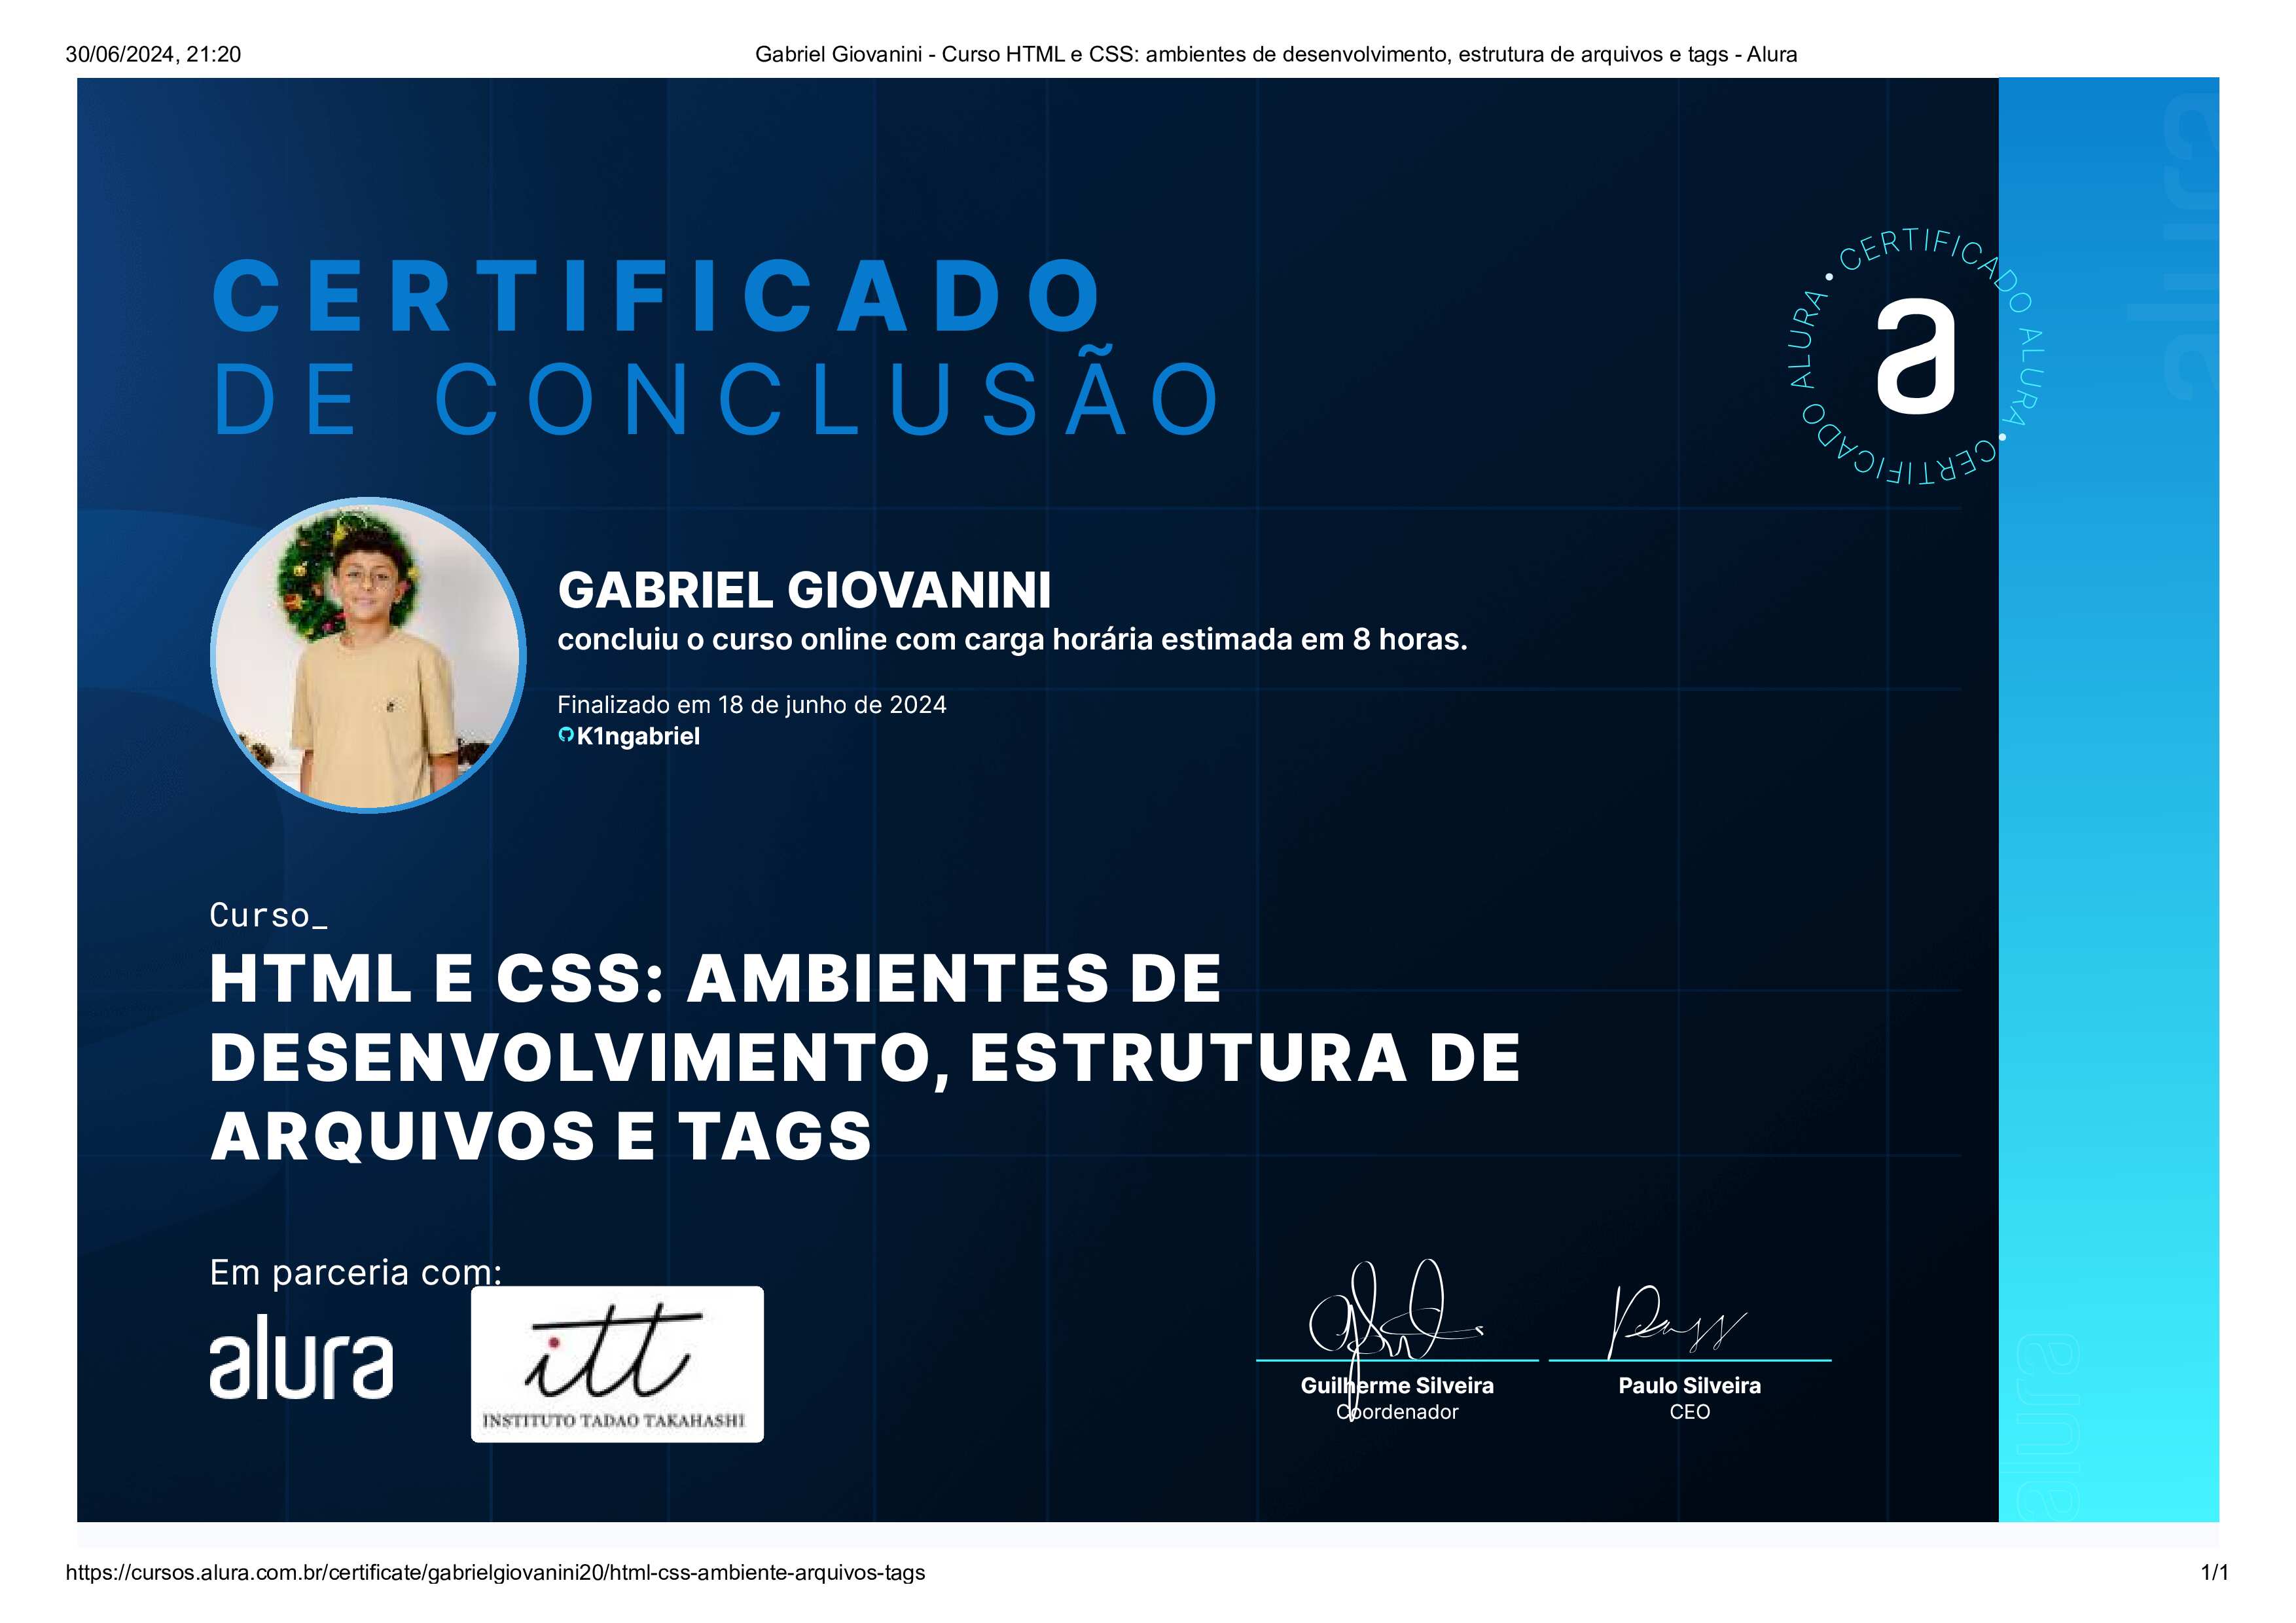 30/06/2024, 21:20
Gabriel Giovanini - Curso HTML e CSS: ambientes de desenvolvimento, estrutura de arquivos e tags - Alura
alura
CERTIFICADO
DE CONCLUSÃO
• CERTIFICADO ALURA • CERTIFICADO ALURA
a
GABRIEL GIOVANINI
concluiu o curso online com carga horária estimada em 8 horas.
Finalizado em 18 de junho de 2024
K1ngabriel
Curso_
HTML E CSS: AMBIENTES DE
DESENVOLVIMENTO, ESTRUTURA DE
ARQUIVOS E TAGS
Em parceria com:
alura
itt
INSTITUTO TADAO TAKAHASHI
Guilherme Silveira
Coordenador
Paulo Silveira
CEO
alura
https://cursos.alura.com.br/certificate/gabrielgiovanini20/html-css-ambiente-arquivos-tags
1/1